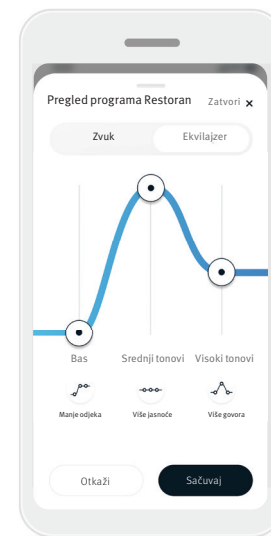 Pregled programa Restoran Zatvori ×
Zvuk Ekvilajzer
Bas Srednji tonovi Visoki tonovi
Manje odjeka Više jasnoće Više govora
Otkaži Sačuvaj